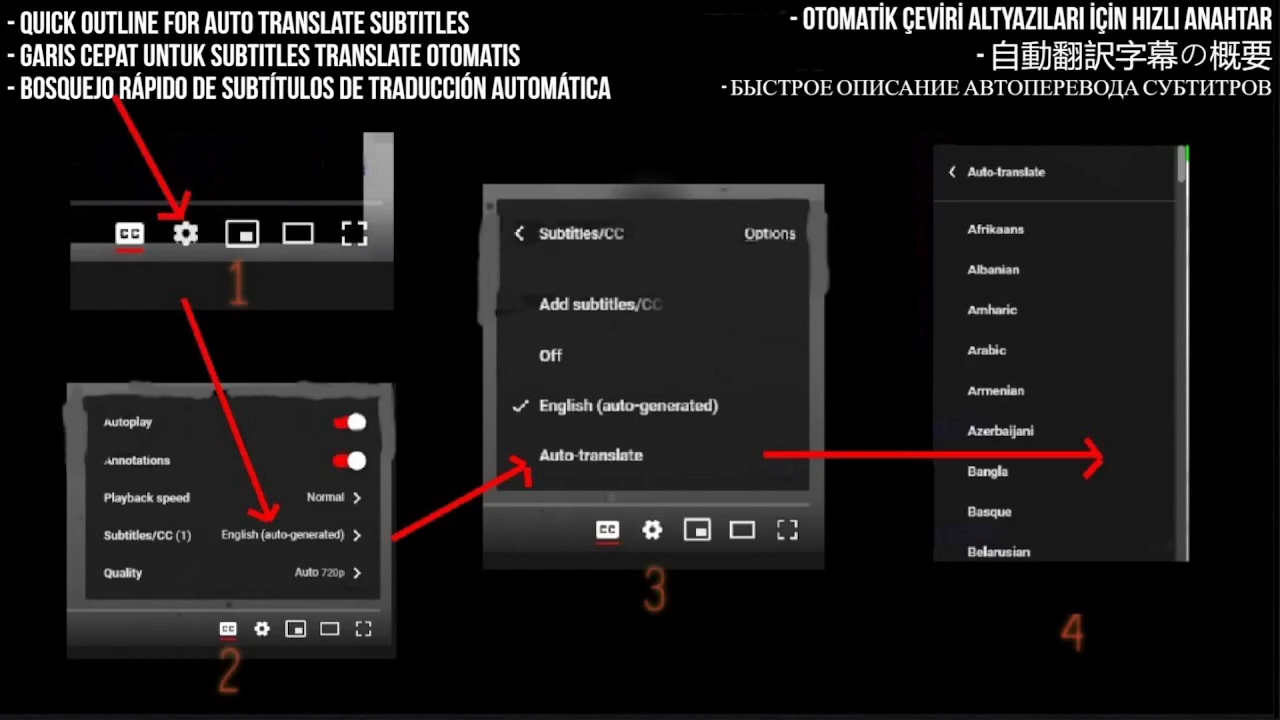 - QUICK OUTLINE FOR AUTO TRANSLATE SUBTITLES
- GARIS CEPAT UNTUK SUBTITLES TRANSLATE OTOMATIS
- BOSQUEJO RÁPIDO DE SUBTÍTULOS DE TRADUCCIÓN AUTOMÁTICA
- OTOMATİK ÇEVİRİ ALTYAZILARI İÇİN HIZLI ANAHTAR
- 自動翻訳字幕の概要
- БЫСТРОЕ ОПИСАНИЕ АВТОПЕРЕВОДА СУБТИТРОВ
CC
1
Autoplay
Annotations
Playback speed Normal
Subtitles/CC (1) English (auto-generated)
Quality Auto 720p
CC
2
Subtitles/CC Options
Add subtitles/CC
Off
English (auto-generated)
Auto-translate
CC
3
Auto-translate
Afrikaans
Albanian
Amharic
Arabic
Armenian
Azerbaijani
Bangla
Basque
Belarusian
4